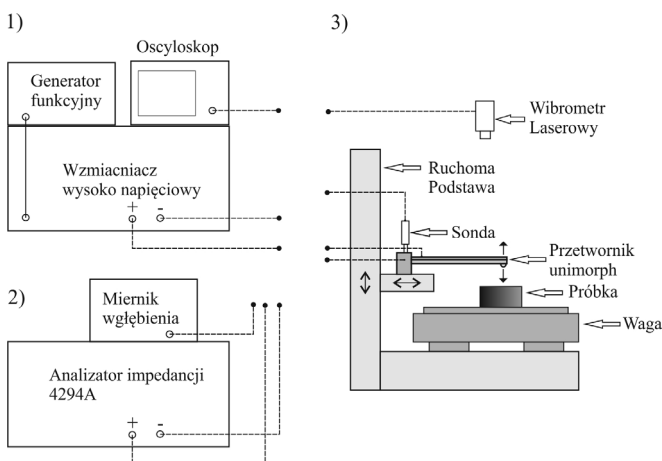 1)
Oscyloskop
Generator
funkcyjny
Wzmiacniacz
wysoko napięciowy
+ -
2)
Miernik
wgłębienia
Analizator impedancji
4294A
+ -
3)
Wibrometr
Laserowy
Ruchoma
Podstawa
Sonda
Przetwornik
unimorph
Próbka
Waga